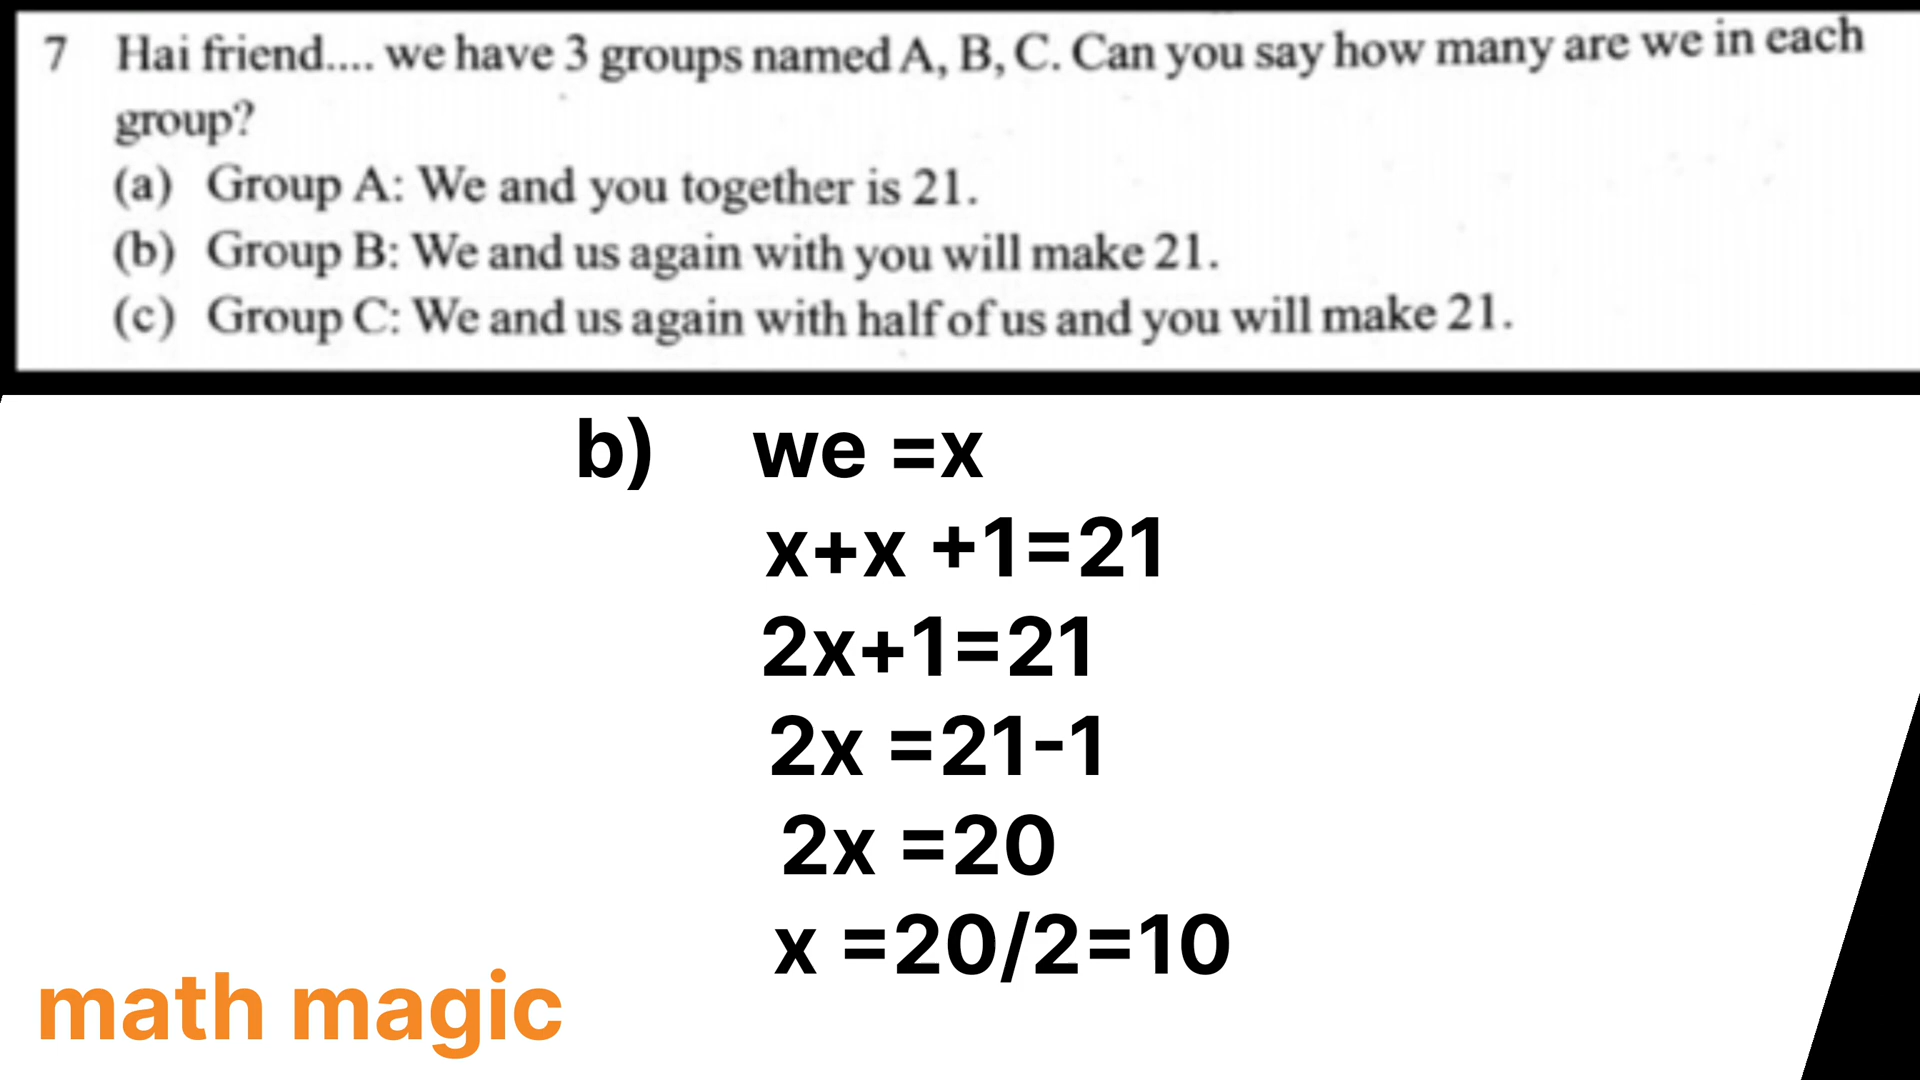 7 Hai friend.... we have 3 groups named A, B, C. Can you say how many are we in each
group?
(a) Group A: We and you together is 21.
(b) Group B: We and us again with you will make 21.
(c) Group C: We and us again with half of us and you will make 21.
b) we =x
x+x +1=21
2x+1=21
2x =21-1
2x =20
x =20/2=10
math magic